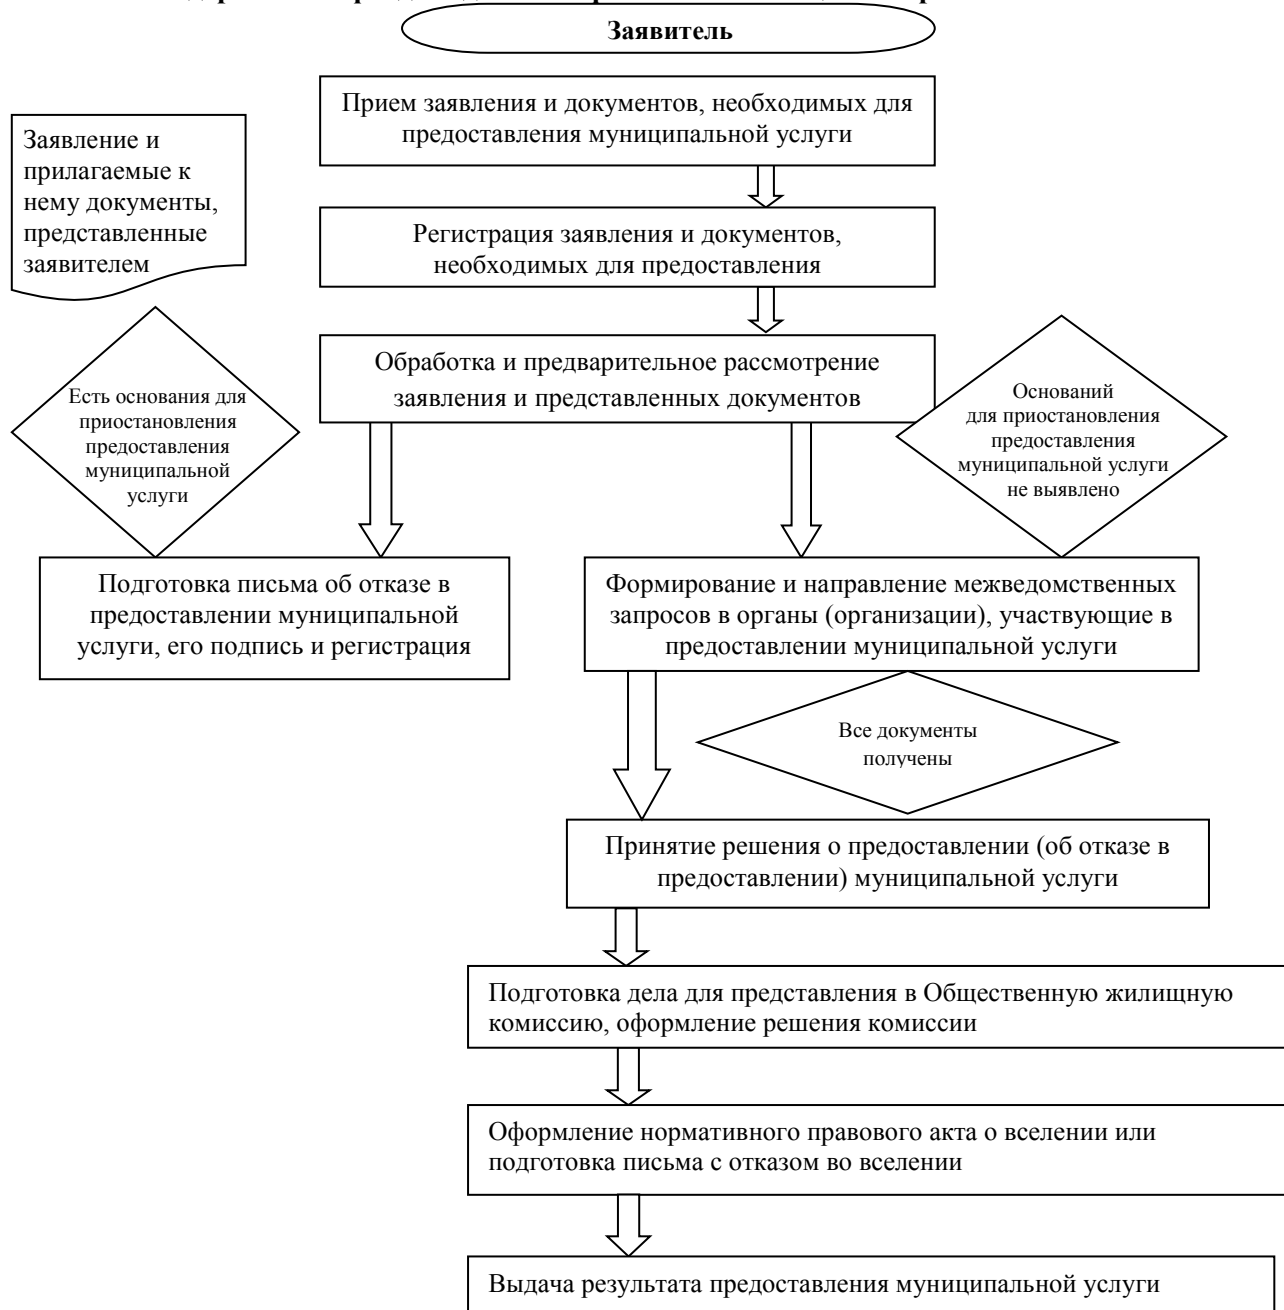 Заявитель
Прием заявления и документов, необходимых для
предоставления муниципальной услуги
Заявление и
прилагаемые к
нему документы,
представленные
заявителем
Регистрация заявления и документов,
необходимых для предоставления
Обработка и предварительное рассмотрение
заявления и представленных документов
Есть основания для
приостановления
предоставления
муниципальной
услуги
Оснований
для приостановления
предоставления
муниципальной услуги
не выявлено
Подготовка письма об отказе в
предоставлении муниципальной
услуги, его подпись и регистрация
Формирование и направление межведомственных
запросов в органы (организации), участвующие в
предоставлении муниципальной услуги
Все документы
получены
Принятие решения о предоставлении (об отказе в
предоставлении) муниципальной услуги
Подготовка дела для представления в Общественную жилищную
комиссию, оформление решения комиссии
Оформление нормативного правового акта о вселении или
подготовка письма с отказом во вселении
Выдача результата предоставления муниципальной услуги